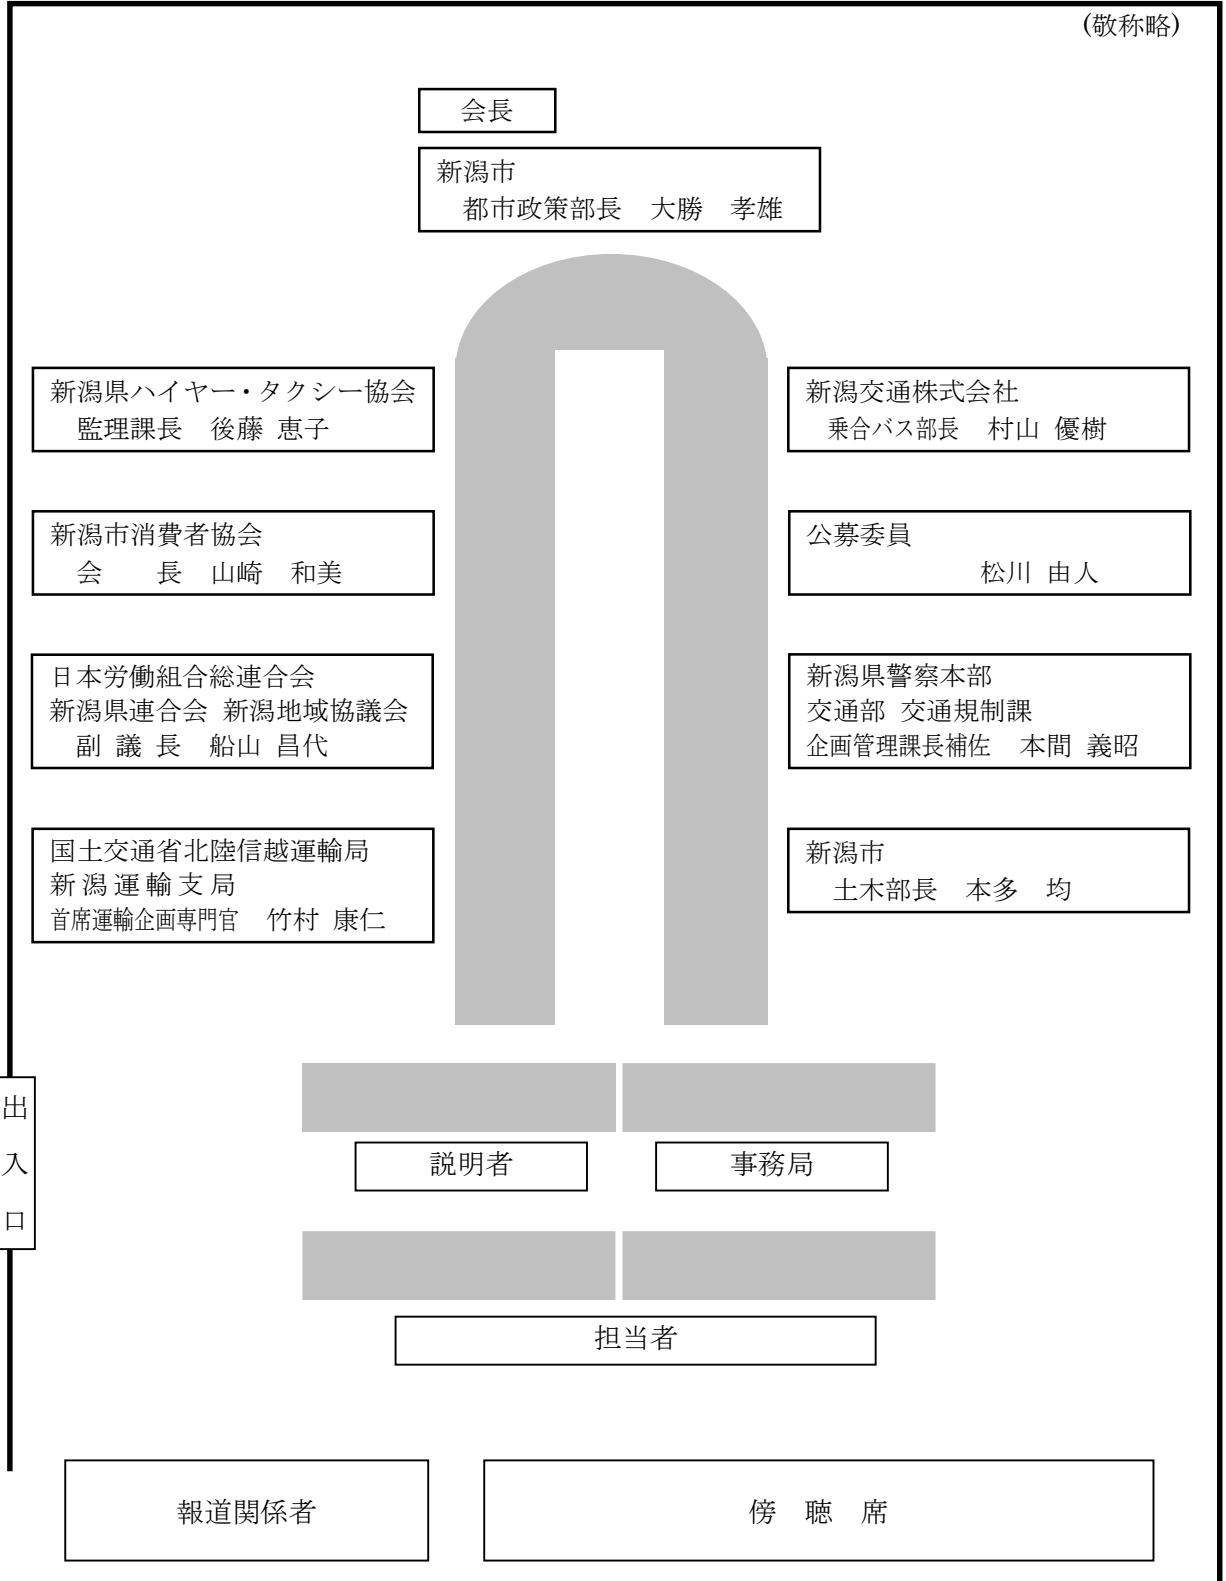 (敬称略)
会長
新潟市
都市政策部長　大勝　孝雄
新潟県ハイヤー・タクシー協会
監理課長　後藤 恵子
新潟交通株式会社
乗合バス部長　村山 優樹
新潟市消費者協会
会　　長　山崎　和美
公募委員
松川 由人
日本労働組合総連合会
新潟県連合会 新潟地域協議会
副 議 長　船山 昌代
新潟県警察本部
交通部 交通規制課
企画管理課長補佐　本間 義昭
国土交通省北陸信越運輸局
新潟運輸支局
首席運輸企画専門官　竹村 康仁
新潟市
土木部長　本多　均
出
入
口
説明者
事務局
担当者
報道関係者
傍　聴　席